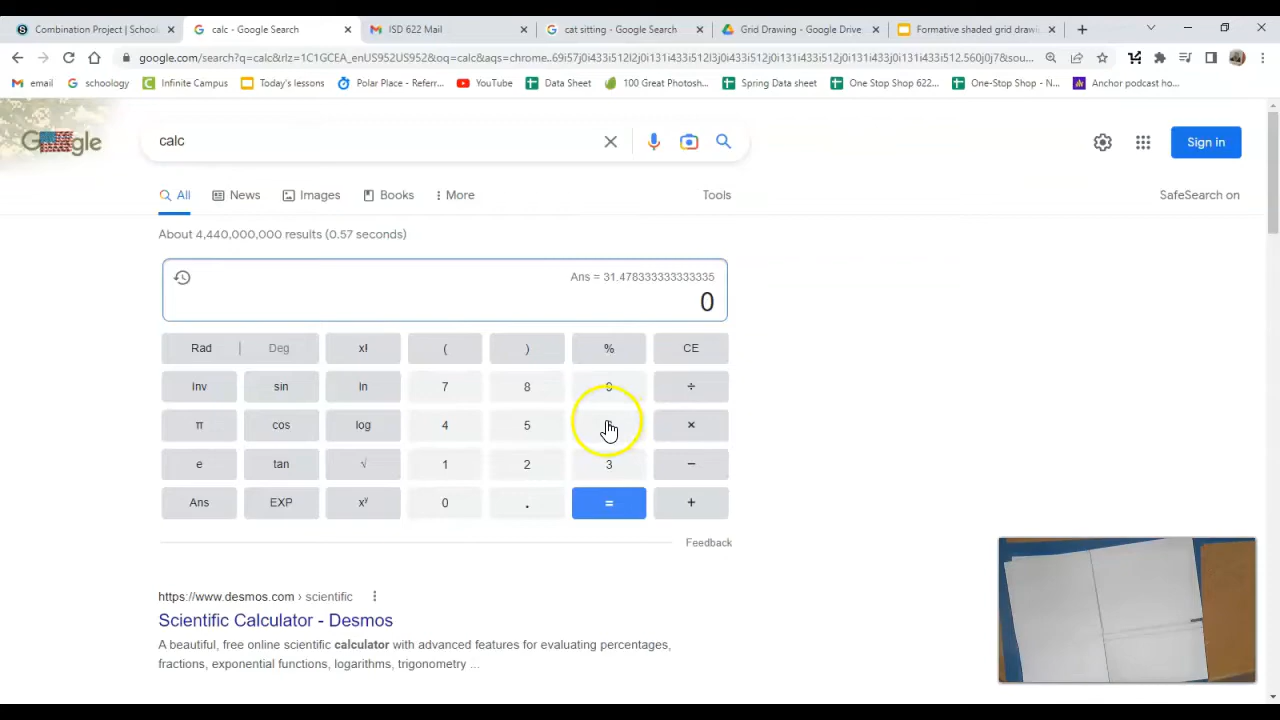 Combination Project | School
calc - Google Search
ISD 622 Mail
cat sitting - Google Search
Grid Drawing - Google Drive
Formative shaded grid drawi
google.com/search?q=calc&rlz=1C1GCEA_enUS952US952&oq=calc&aqs=chrome..69i57j0i433i512l2j0i131i433i512l3j0i433i512j0i131i433i512.560j0j7&sou...
email
schoology
Infinite Campus
Today's lessons
Polar Place - Referr...
YouTube
Data Sheet
100 Great Photosh...
Spring Data sheet
One Stop Shop 622...
One-Stop Shop - N...
Anchor podcast ho...
Google
calc
Sign in
All
News
Images
Books
More
Tools
SafeSearch on
About 4,440,000,000 results (0.57 seconds)
Ans = 31.478333333333335
0
Rad | Deg x! ( ) % CE
Inv sin ln 7 8 9 ÷
π cos log 4 5 ×
e tan √ 1 2 3 −
Ans EXP xʸ 0 . = +
Feedback
https://www.desmos.com › scientific
Scientific Calculator - Desmos
A beautiful, free online scientific calculator with advanced features for evaluating percentages,
fractions, exponential functions, logarithms, trigonometry ...